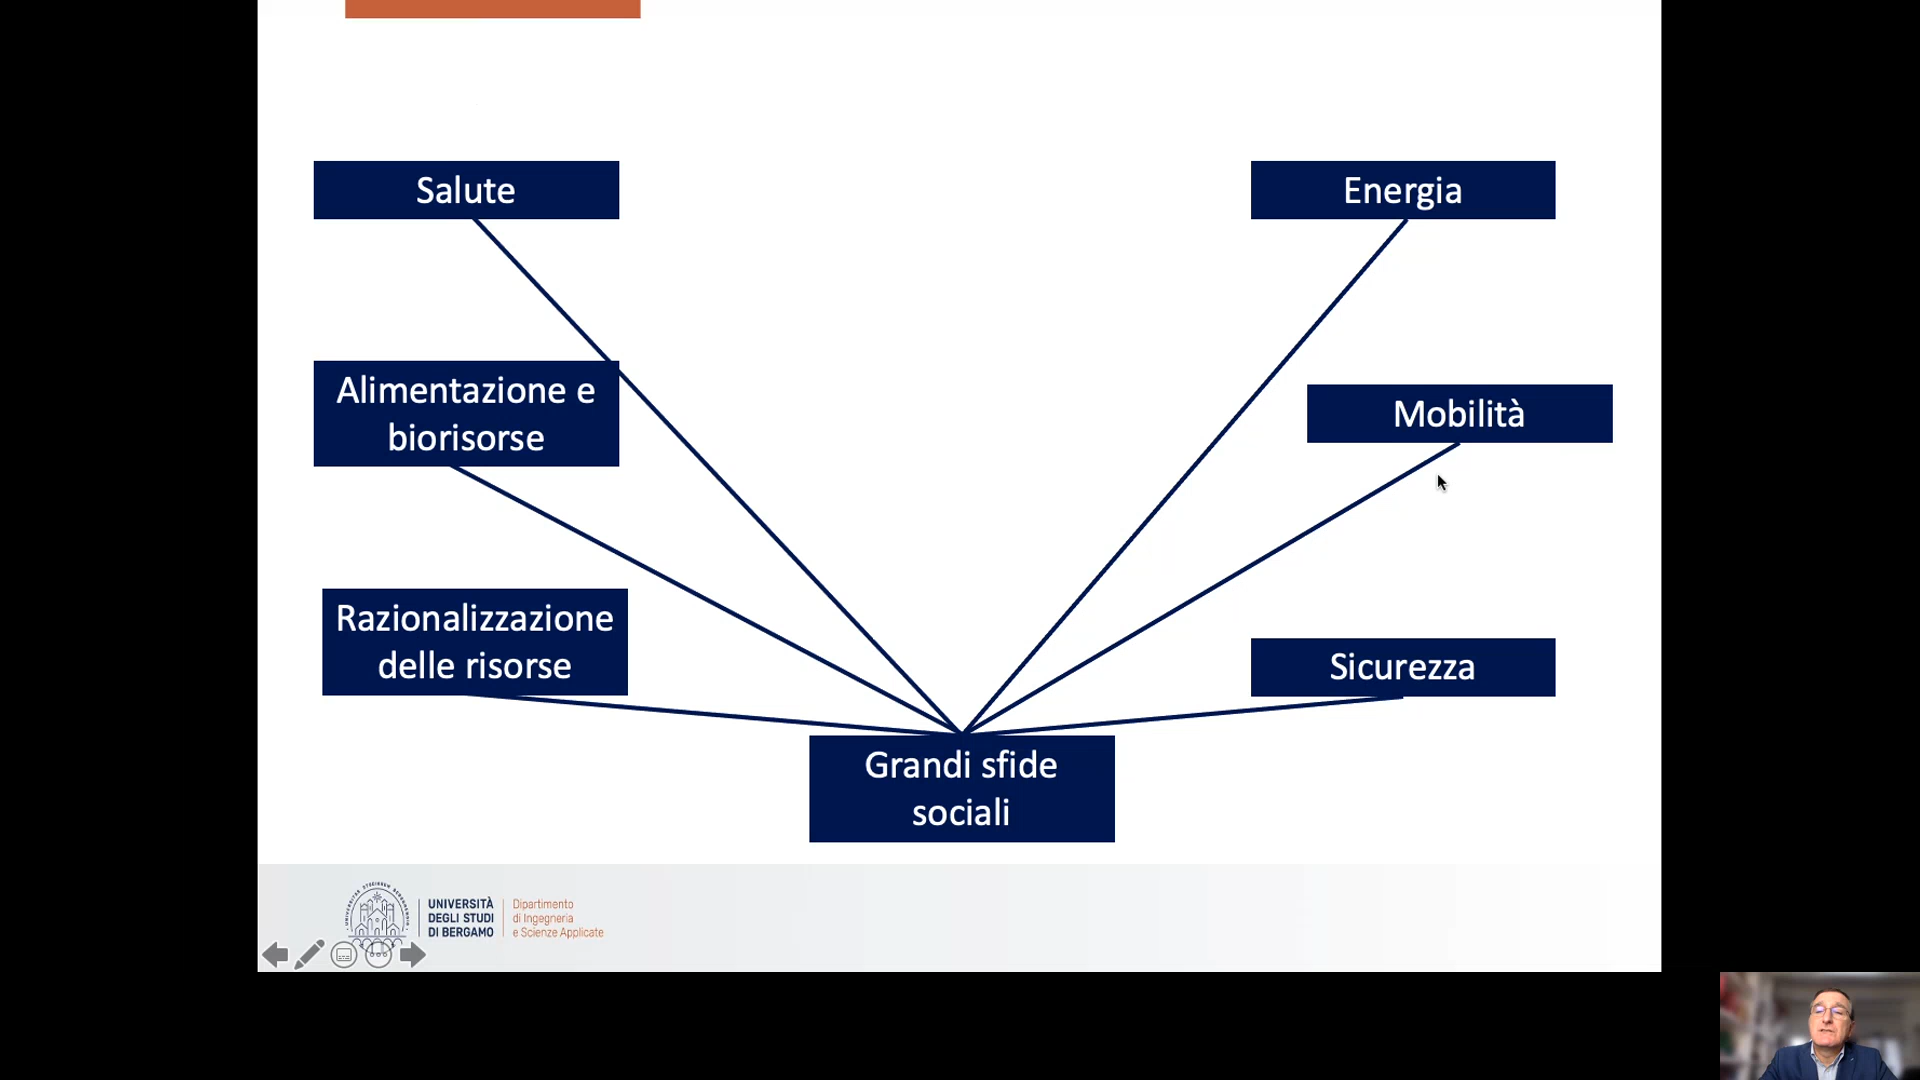 Salute
Energia
Alimentazione e
biorisorse
Mobilità
Razionalizzazione
delle risorse
Sicurezza
Grandi sfide
sociali
UNIVERSITÀ
DEGLI STUDI
DI BERGAMO
Dipartimento
di Ingegneria
e Scienze Applicate